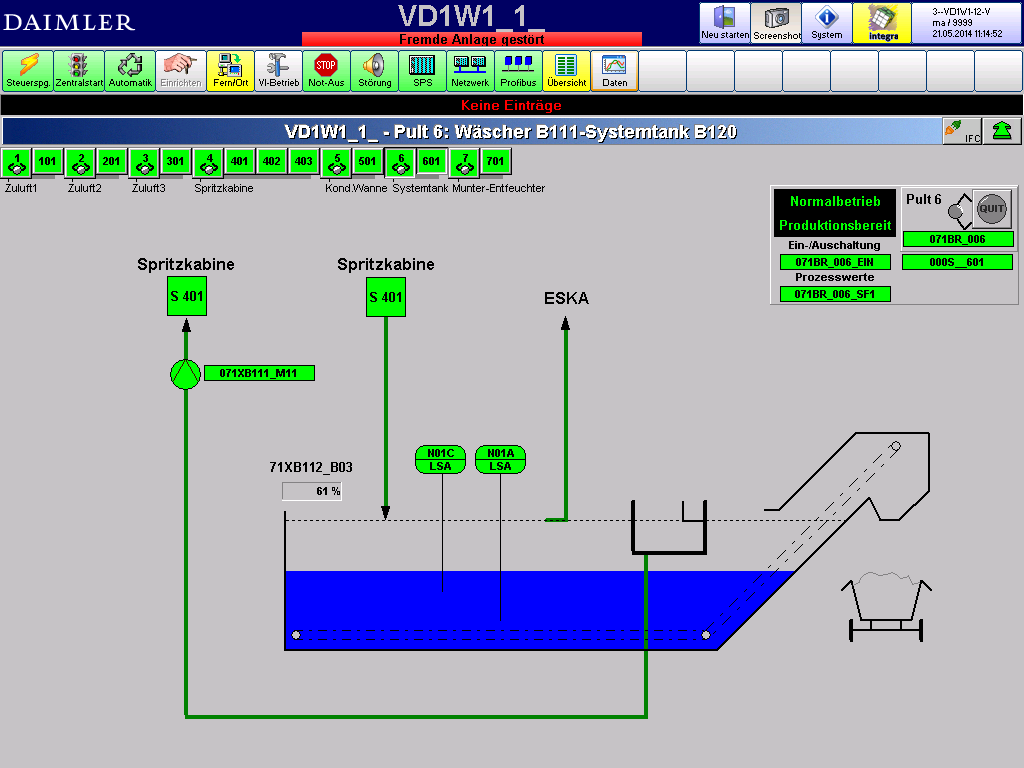 DAIMLER
VD1W1_1_
Fremde Anlage gestört
Neu starten
Screenshot
System
integra
3--VD1W1-12-V
ma / 9999
21.05.2014 11:14:52
Steuerspg.
Zentralstart
Automatik
Einrichten
Fern/Ort
VI-Betrieb
STOP
Not-Aus
Störung
SPS
Netzwerk
Profibus
Übersicht
Daten
Keine Einträge
VD1W1_1_ - Pult 6: Wäscher B111-Systemtank B120
IFC
1 101 2 201 3 301 4 401 402 403 5 501 6 601 7 701
Zuluft1 Zuluft2 Zuluft3 Spritzkabine Kond.Wanne Systemtank Munter-Entfeuchter
Normalbetrieb
Produktionsbereit
Ein-/Auschaltung
071BR_006_EIN
Prozesswerte
071BR_006_SF1
Pult 6
QUIT
071BR_006
000S__601
Spritzkabine
S 401
Spritzkabine
S 401
ESKA
071XB111_M11
71XB112_B03
61 %
N01C
LSA
N01A
LSA